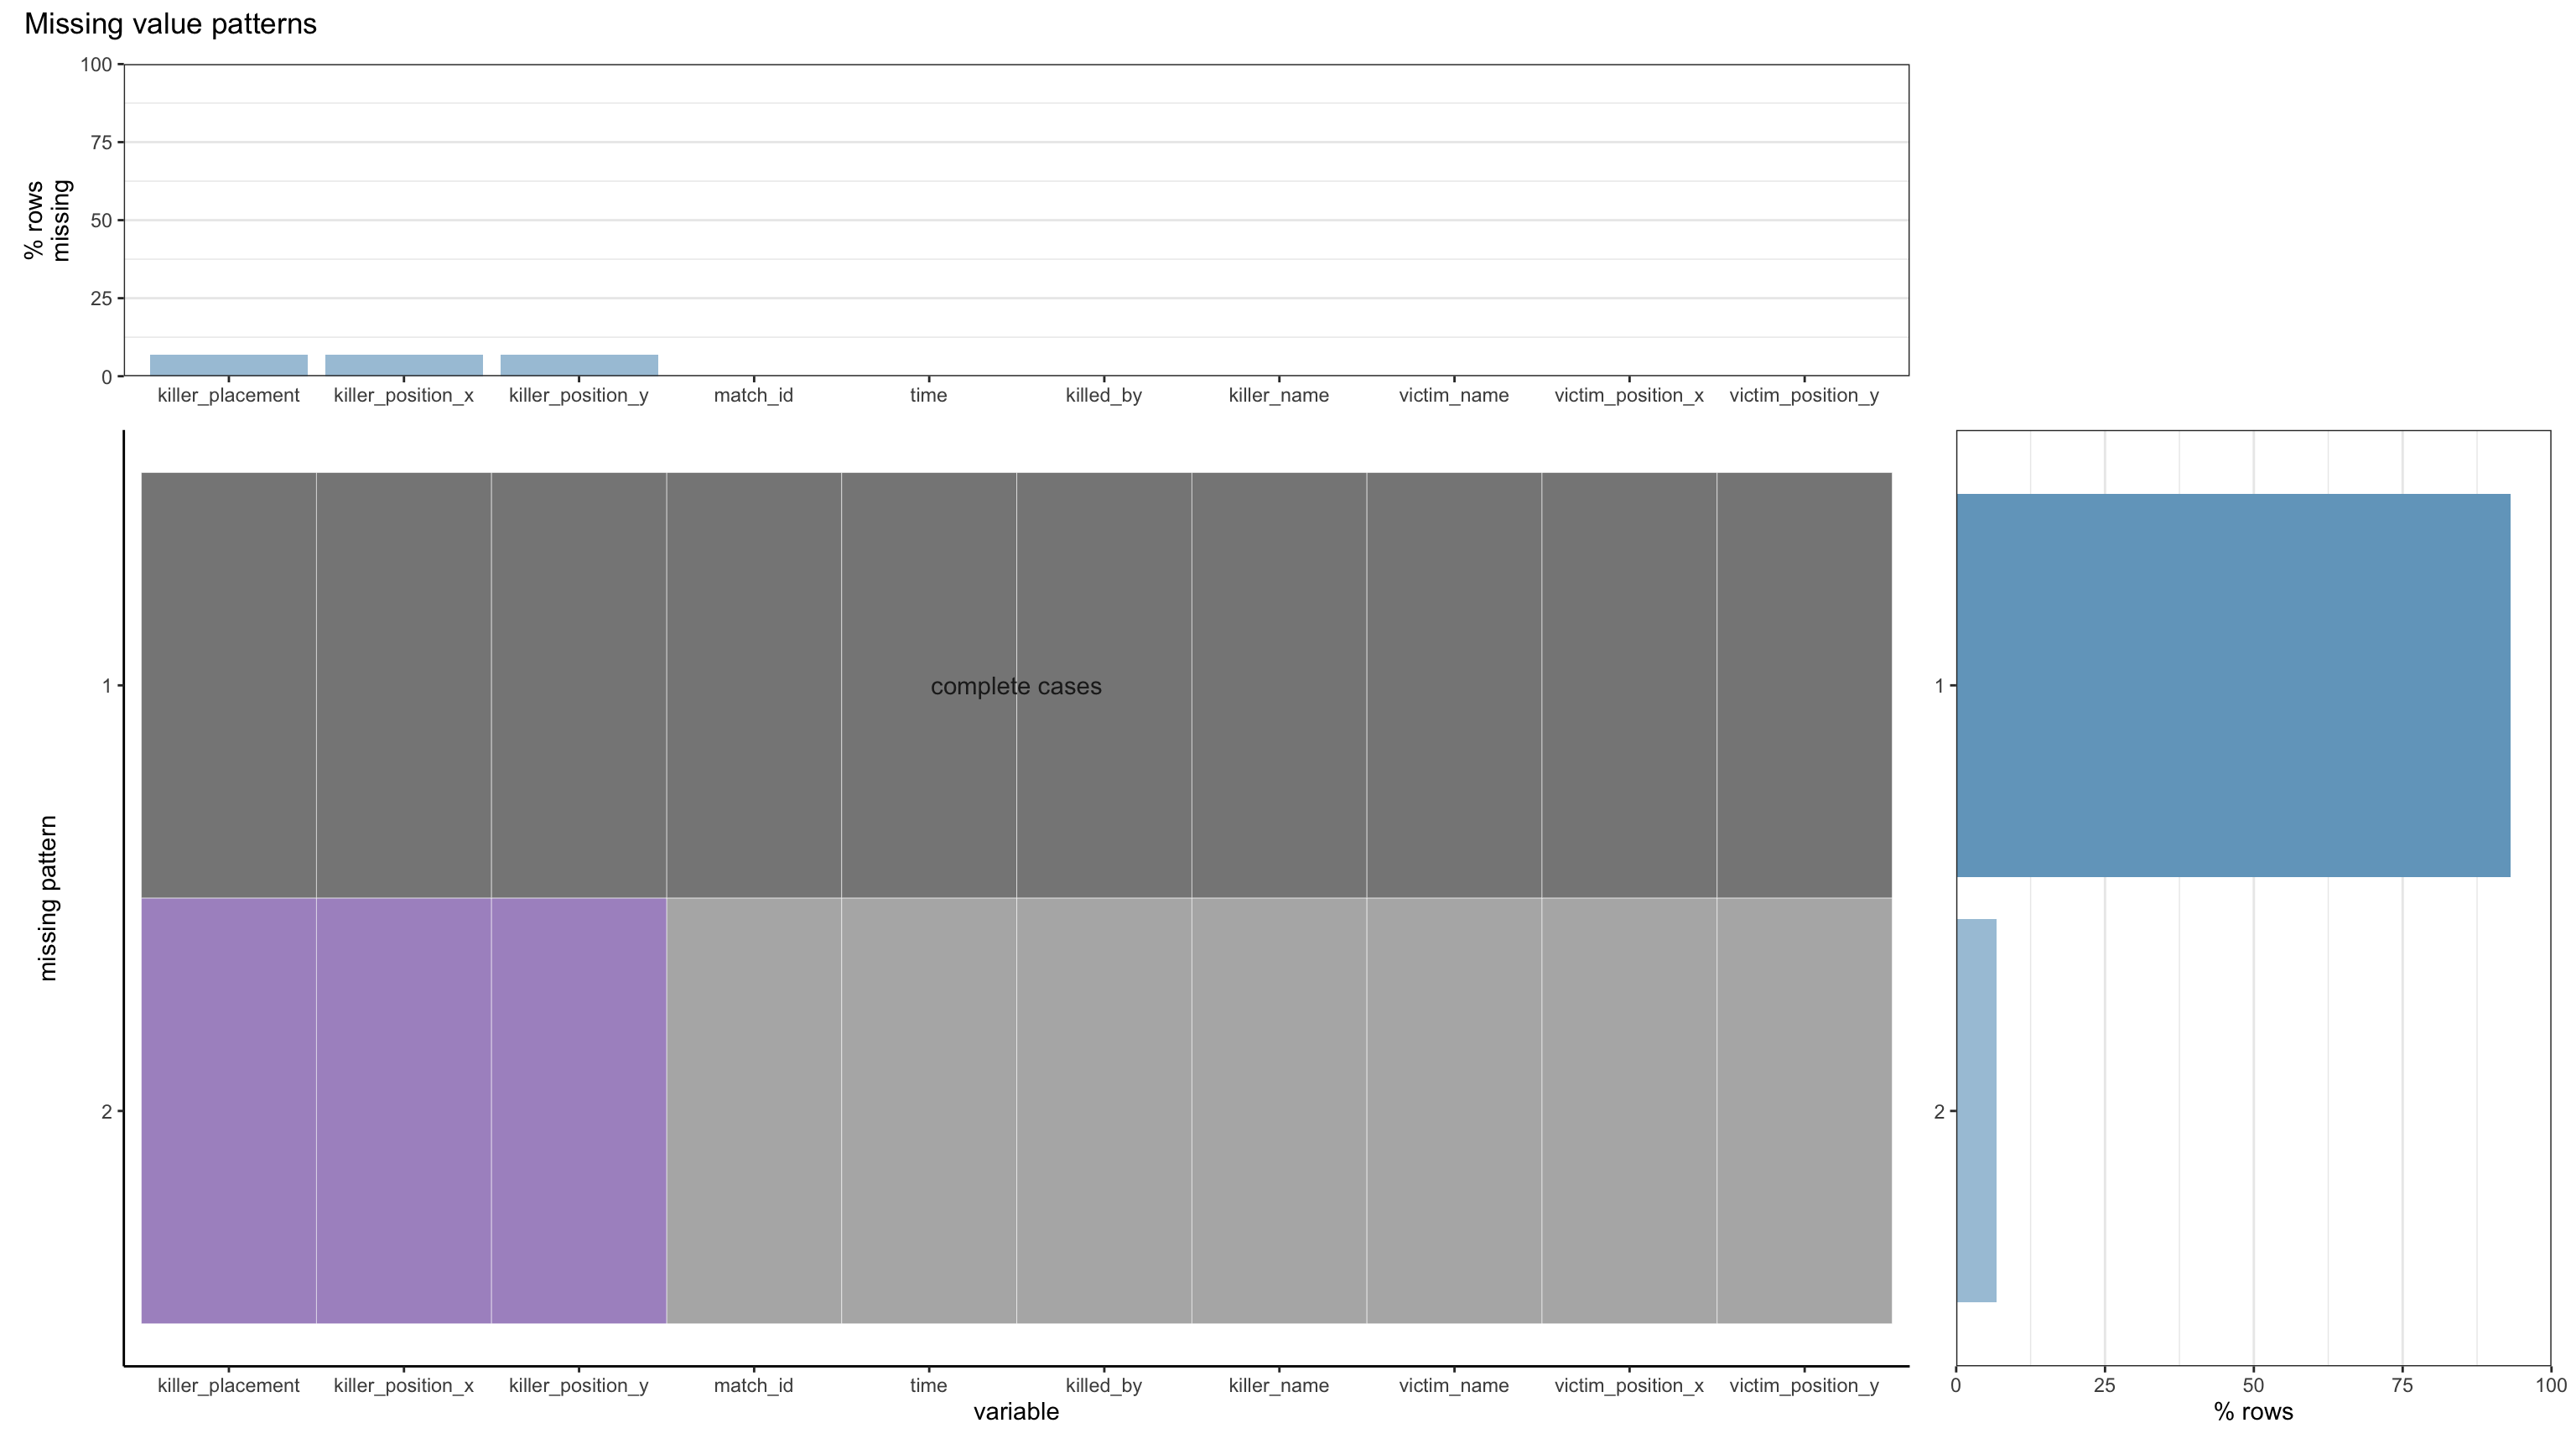 Missing value patterns
100
75
50
25
0
% rows
missing
killer_placement killer_position_x killer_position_y match_id time killed_by killer_name victim_name victim_position_x victim_position_y
complete cases
1
2
missing pattern
killer_placement killer_position_x killer_position_y match_id time killed_by killer_name victim_name victim_position_x victim_position_y
variable
1
2
0 25 50 75 100
% rows